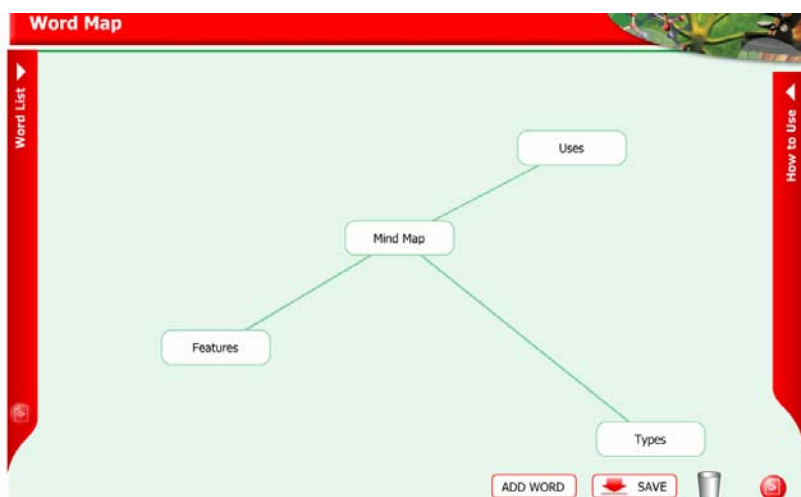 Word Map
Word List
How to Use
Uses
Mind Map
Features
Types
ADD WORD
SAVE
S
S